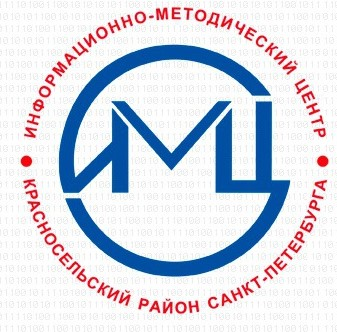 ИНФОРМАЦИОННО-МЕТОДИЧЕСКИЙ ЦЕНТР
ИМЦ
КРАСНОСЕЛЬСКИЙ РАЙОН САНКТ-ПЕТЕРБУРГА